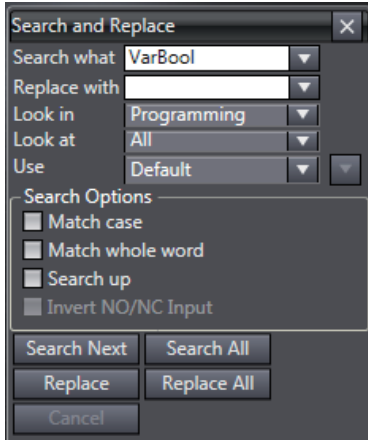 Search and Replace
Search what VarBool
Replace with
Look in Programming
Look at All
Use Default
Search Options
Match case
Match whole word
Search up
Invert NO/NC Input
Search Next Search All
Replace Replace All
Cancel